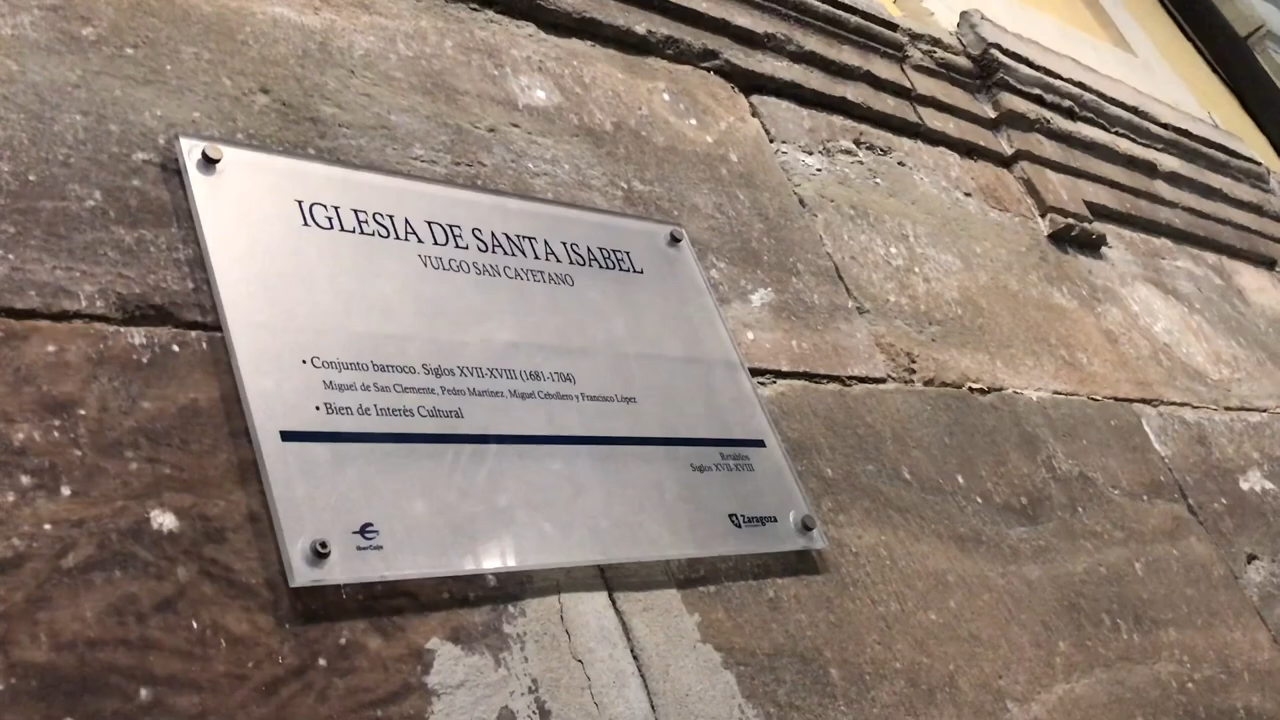 IGLESIA DE SANTA ISABEL
VULGO SAN CAYETANO
• Conjunto barroco. Siglos XVII-XVIII (1681-1704)
Miguel de San Clemente, Pedro Martínez, Miguel Cebollero y Francisco López
• Bien de Interés Cultural
Retablos
Siglos XVII-XVIII
iberCaja
Zaragoza